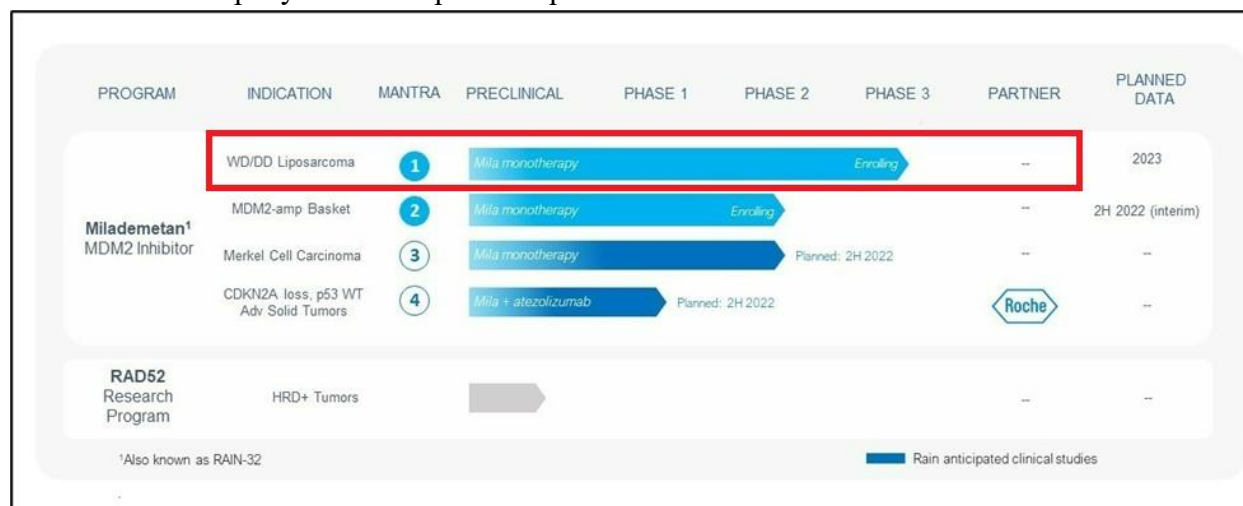 PROGRAM INDICATION MANTRA PRECLINICAL PHASE 1 PHASE 2 PHASE 3 PARTNER PLANNED DATA
Milademetan¹
MDM2 Inhibitor
WD/DD Liposarcoma 1 Mila monotherapy Enrolling -- 2023
MDM2-amp Basket 2 Mila monotherapy Enrolling -- 2H 2022 (interim)
Merkel Cell Carcinoma 3 Mila monotherapy Planned: 2H 2022 -- --
CDKN2A loss, p53 WT
Adv Solid Tumors 4 Mila + atezolizumab Planned: 2H 2022 Roche --
RAD52
Research
Program
HRD+ Tumors -- --
¹Also known as RAIN-32 Rain anticipated clinical studies